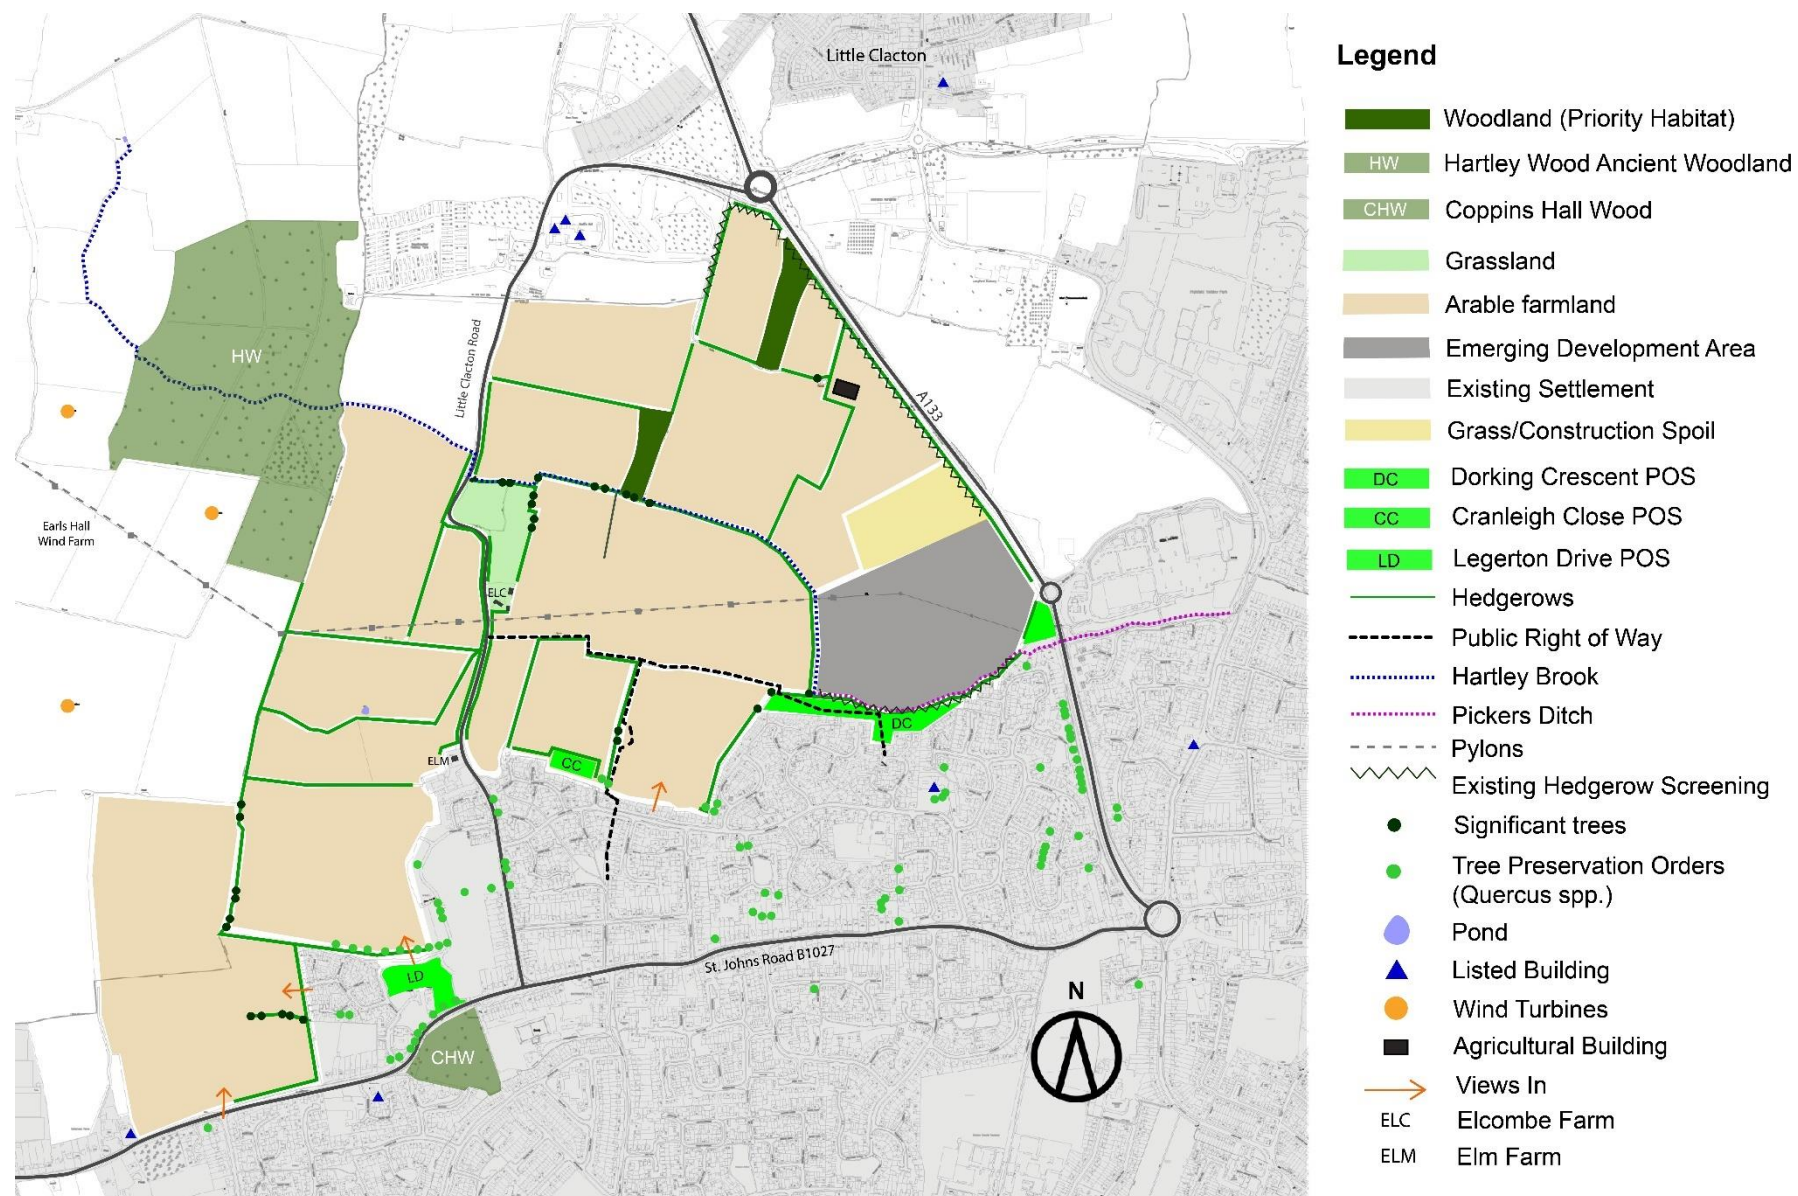 Little Clacton
HW
Little Clacton Road
A133
Earls Hall
Wind Farm
ELC
DC
CC
ELM
LD
St. Johns Road B1027
CHW
N
Legend
Woodland (Priority Habitat)
HW Hartley Wood Ancient Woodland
CHW Coppins Hall Wood
Grassland
Arable farmland
Emerging Development Area
Existing Settlement
Grass/Construction Spoil
DC Dorking Crescent POS
CC Cranleigh Close POS
LD Legerton Drive POS
Hedgerows
Public Right of Way
Hartley Brook
Pickers Ditch
Pylons
Existing Hedgerow Screening
Significant trees
Tree Preservation Orders
(Quercus spp.)
Pond
Listed Building
Wind Turbines
Agricultural Building
Views In
ELC Elcombe Farm
ELM Elm Farm